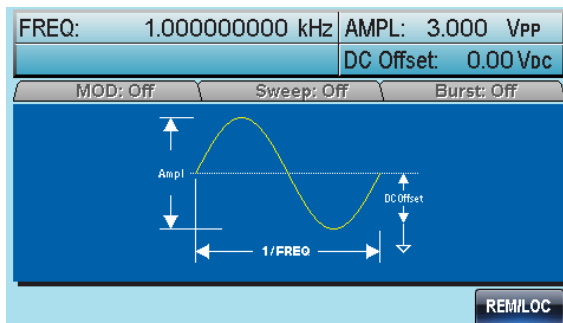 FREQ: 1.000000000 kHz AMPL: 3.000 VPP
DC Offset: 0.00 VDC
MOD: Off Sweep: Off Burst: Off
Ampl
DC Offset
1/FREQ
REM/LOC